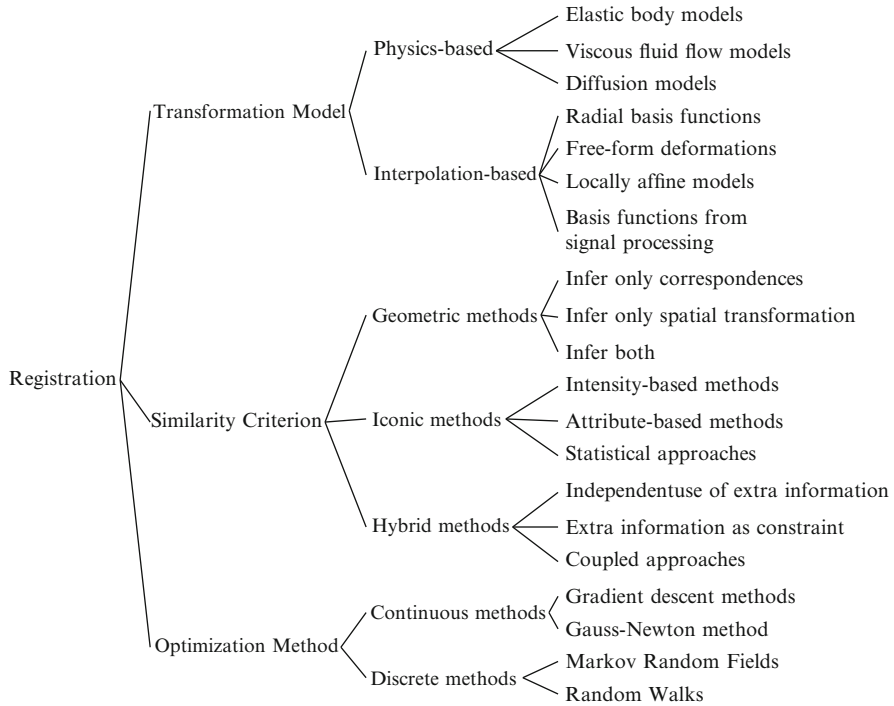 Registration
Transformation Model
Physics-based
Elastic body models
Viscous fluid flow models
Diffusion models
Interpolation-based
Radial basis functions
Free-form deformations
Locally affine models
Basis functions from
signal processing
Similarity Criterion
Geometric methods
Infer only correspondences
Infer only spatial transformation
Infer both
Iconic methods
Intensity-based methods
Attribute-based methods
Statistical approaches
Hybrid methods
Independentuse of extra information
Extra information as constraint
Coupled approaches
Optimization Method
Continuous methods
Gradient descent methods
Gauss-Newton method
Discrete methods
Markov Random Fields
Random Walks